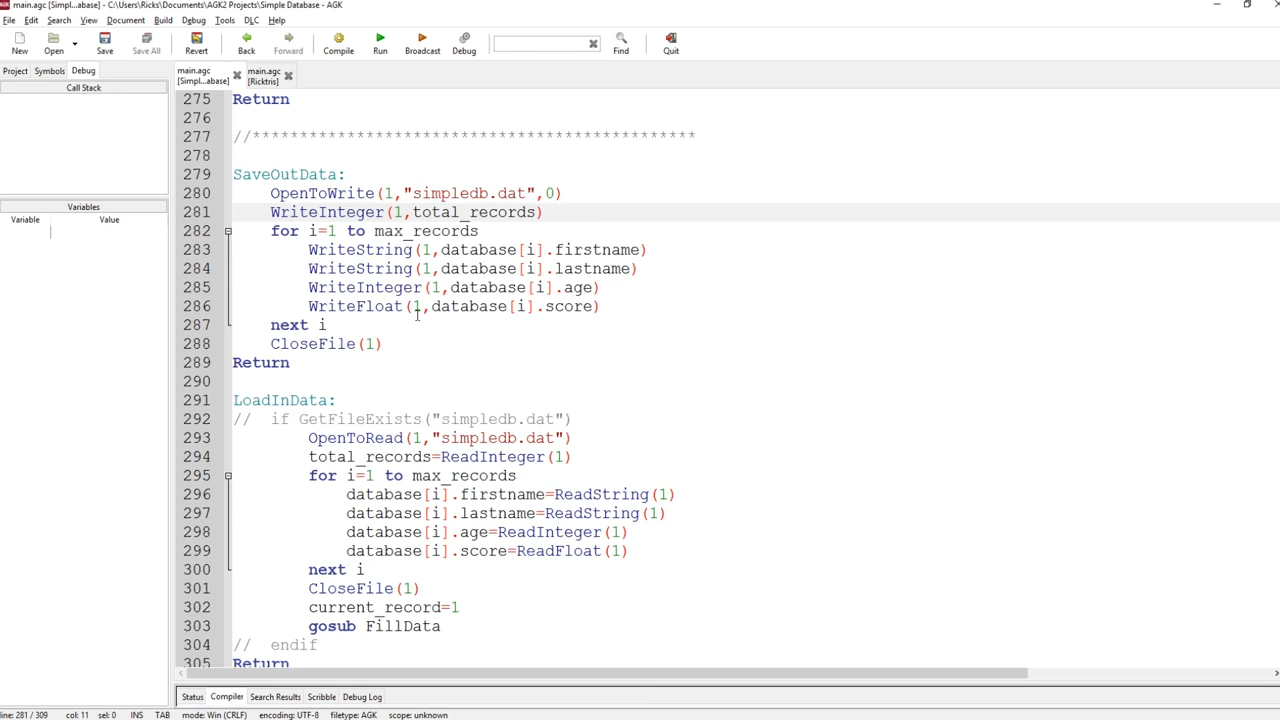 main.agc [Simpl...abase] - C:\Users\Ricks\Documents\AGK2 Projects\Simple Database - AGK
File Edit Search View Document Build Debug Tools DLC Help
New Open Save Save All Revert Back Forward Compile Run Broadcast Debug Find Quit
Project Symbols Debug
main.agc [Simpl...abase]
main.agc [Ricktris]
Call Stack
Variables
Variable Value
275 Return
276
277 //***********************************************
278
279 SaveOutData:
280 OpenToWrite(1,"simpledb.dat",0)
281 WriteInteger(1,total_records)
282 for i=1 to max_records
283 WriteString(1,database[i].firstname)
284 WriteString(1,database[i].lastname)
285 WriteInteger(1,database[i].age)
286 WriteFloat(1,database[i].score)
287 next i
288 CloseFile(1)
289 Return
290
291 LoadInData:
292 // if GetFileExists("simpledb.dat")
293 OpenToRead(1,"simpledb.dat")
294 total_records=ReadInteger(1)
295 for i=1 to max_records
296 database[i].firstname=ReadString(1)
297 database[i].lastname=ReadString(1)
298 database[i].age=ReadInteger(1)
299 database[i].score=ReadFloat(1)
300 next i
301 CloseFile(1)
302 current_record=1
303 gosub FillData
304 // endif
305 Return
Status Compiler Search Results Scribble Debug Log
line: 281 / 309 col: 11 sel: 0 INS TAB mode: Win (CRLF) encoding: UTF-8 filetype: AGK scope: unknown